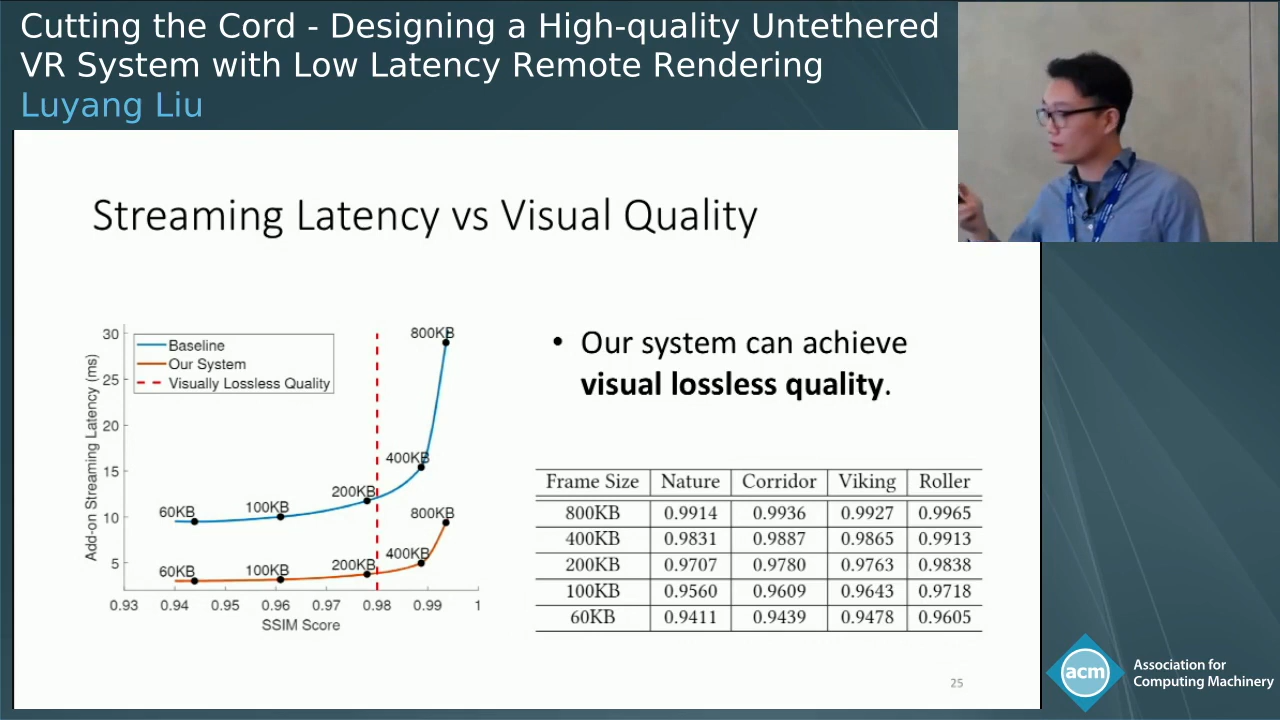 Cutting the Cord - Designing a High-quality Untethered
VR System with Low Latency Remote Rendering
Luyang Liu
Streaming Latency vs Visual Quality
Add-on Streaming Latency (ms)
30
25
20
15
10
5
Baseline
Our System
Visually Lossless Quality
800KB
400KB
200KB
100KB
60KB
800KB
400KB
200KB
100KB
60KB
0.93 0.94 0.95 0.96 0.97 0.98 0.99 1
SSIM Score
• Our system can achieve
visual lossless quality.
Frame Size Nature Corridor Viking Roller
800KB 0.9914 0.9936 0.9927 0.9965
400KB 0.9831 0.9887 0.9865 0.9913
200KB 0.9707 0.9780 0.9763 0.9838
100KB 0.9560 0.9609 0.9643 0.9718
60KB 0.9411 0.9439 0.9478 0.9605
25
acm
Association for
Computing Machinery